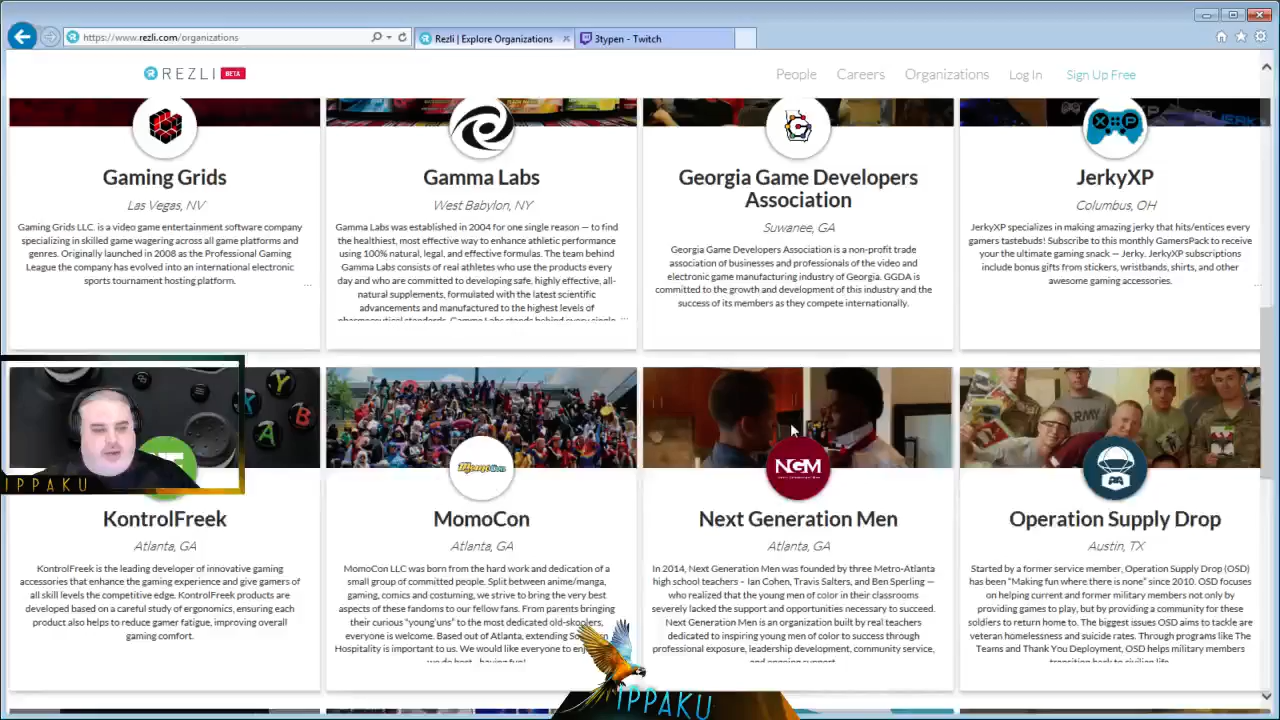 https://www.rezli.com/organizations
Rezli | Explore Organizations
3typen - Twitch
REZLI BETA
People
Careers
Organizations
Log In
Sign Up Free
Gaming Grids
Las Vegas, NV
Gaming Grids LLC. is a video game entertainment software company
specializing in skilled game wagering across all game platforms and
genres. Originally launched in 2008 as the Professional Gaming
League the company has evolved into an international electronic
sports tournament hosting platform.
...
Gamma Labs
West Babylon, NY
Gamma Labs was established in 2004 for one single reason — to find
the healthiest, most effective way to enhance athletic performance
using 100% natural, legal, and effective formulas. The team behind
Gamma Labs consists of real athletes who use the products every
day and who are committed to developing safe, highly effective, all-
natural supplements, formulated with the latest scientific
advancements and manufactured to the highest levels of
pharmaceutical standards. Gamma Labs stands behind every single
...
Georgia Game Developers
Association
Suwanee, GA
Georgia Game Developers Association is a non-profit trade
association of businesses and professionals of the video and
electronic game manufacturing industry of Georgia. GGDA is
committed to the growth and development of this industry and the
success of its members as they compete internationally.
XP
JerkyXP
Columbus, OH
JerkyXP specializes in making amazing jerky that hits/entices every
gamers tastebuds! Subscribe to this monthly GamersPack to receive
your the ultimate gaming snack — Jerky. JerkyXP subscriptions
include bonus gifts from stickers, wristbands, shirts, and other
awesome gaming accessories.
...
Y
X
B
A
IPPAKU
KontrolFreek
Atlanta, GA
KontrolFreek is the leading developer of innovative gaming
accessories that enhance the gaming experience and give gamers of
all skill levels the competitive edge. KontrolFreek products are
developed based on a careful study of ergonomics, ensuring each
product also helps to reduce gamer fatigue, improving overall
gaming comfort.
MomoCon
MomoCon
Atlanta, GA
MomoCon LLC was born from the hard work and dedication of a
small group of committed people. Split between anime/manga,
gaming, comics and costuming, we strive to bring the very best
aspects of these fandoms to our fellow fans. From parents bringing
their curious "young'uns" to the most dedicated old-skoolers,
everyone is welcome. Based out of Atlanta, extending
Hospitality is important to us. We would like everyone to
we do best - having fun!
NGM
Next Generation Men
Atlanta, GA
In 2014, Next Generation Men was founded by three Metro-Atlanta
high school teachers - Ian Cohen, Travis Salters, and Ben Sperling —
who realized that the young men of color in their classrooms
severely lacked the support and opportunities necessary to succeed.
Next Generation Men is an organization built by real teachers
dedicated to inspiring young men of color to success through
professional exposure, leadership development, community service,
and ongoing support.
ARMY
Operation Supply Drop
Austin, TX
Started by a former service member, Operation Supply Drop (OSD)
has been "Making fun where there is none" since 2010. OSD focuses
on helping current and former military members not only by
providing games to play, but by providing a community for these
soldiers to return home to. The biggest issues OSD aims to tackle are
veteran homelessness and suicide rates. Through programs like The
Teams and Thank You Deployment, OSD helps military members
transition back to civilian life.
IPPAKU